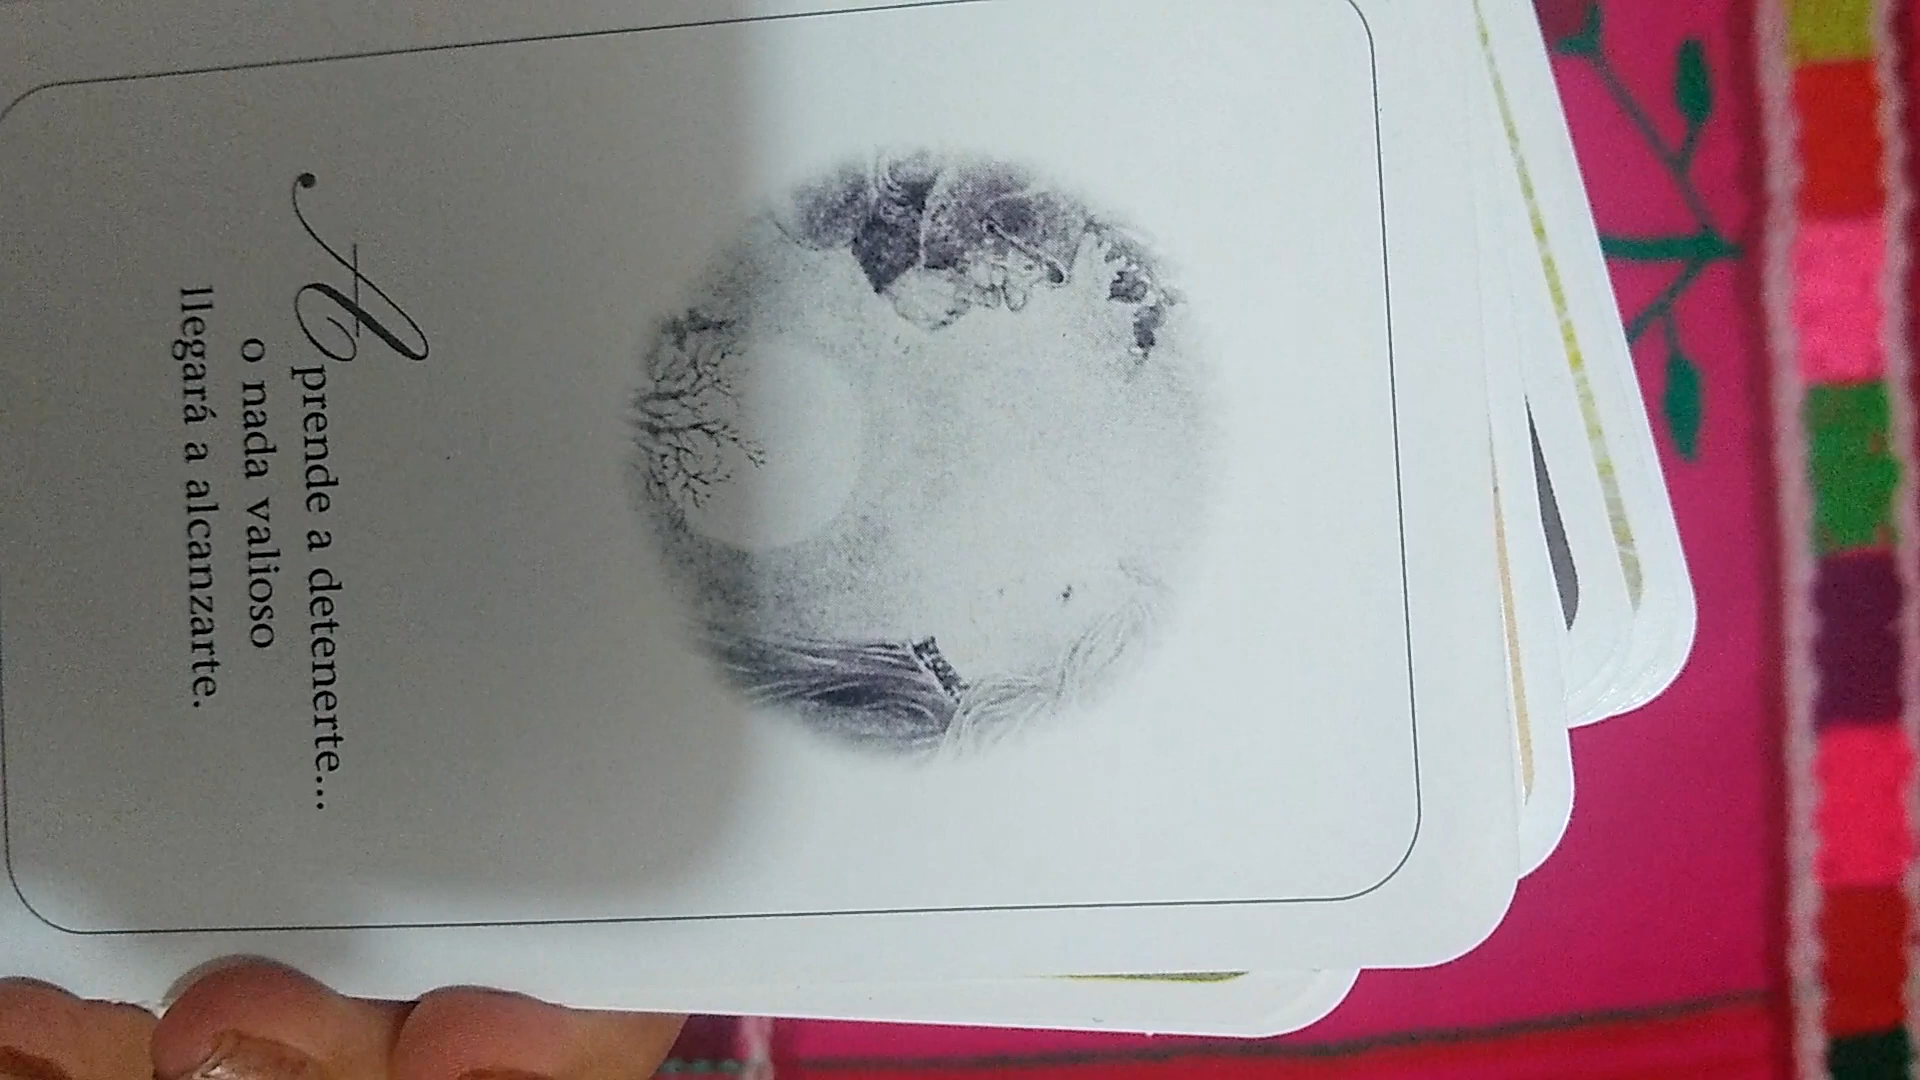 Aprende a detenerte...
o nada valioso
llegará a alcanzarte.